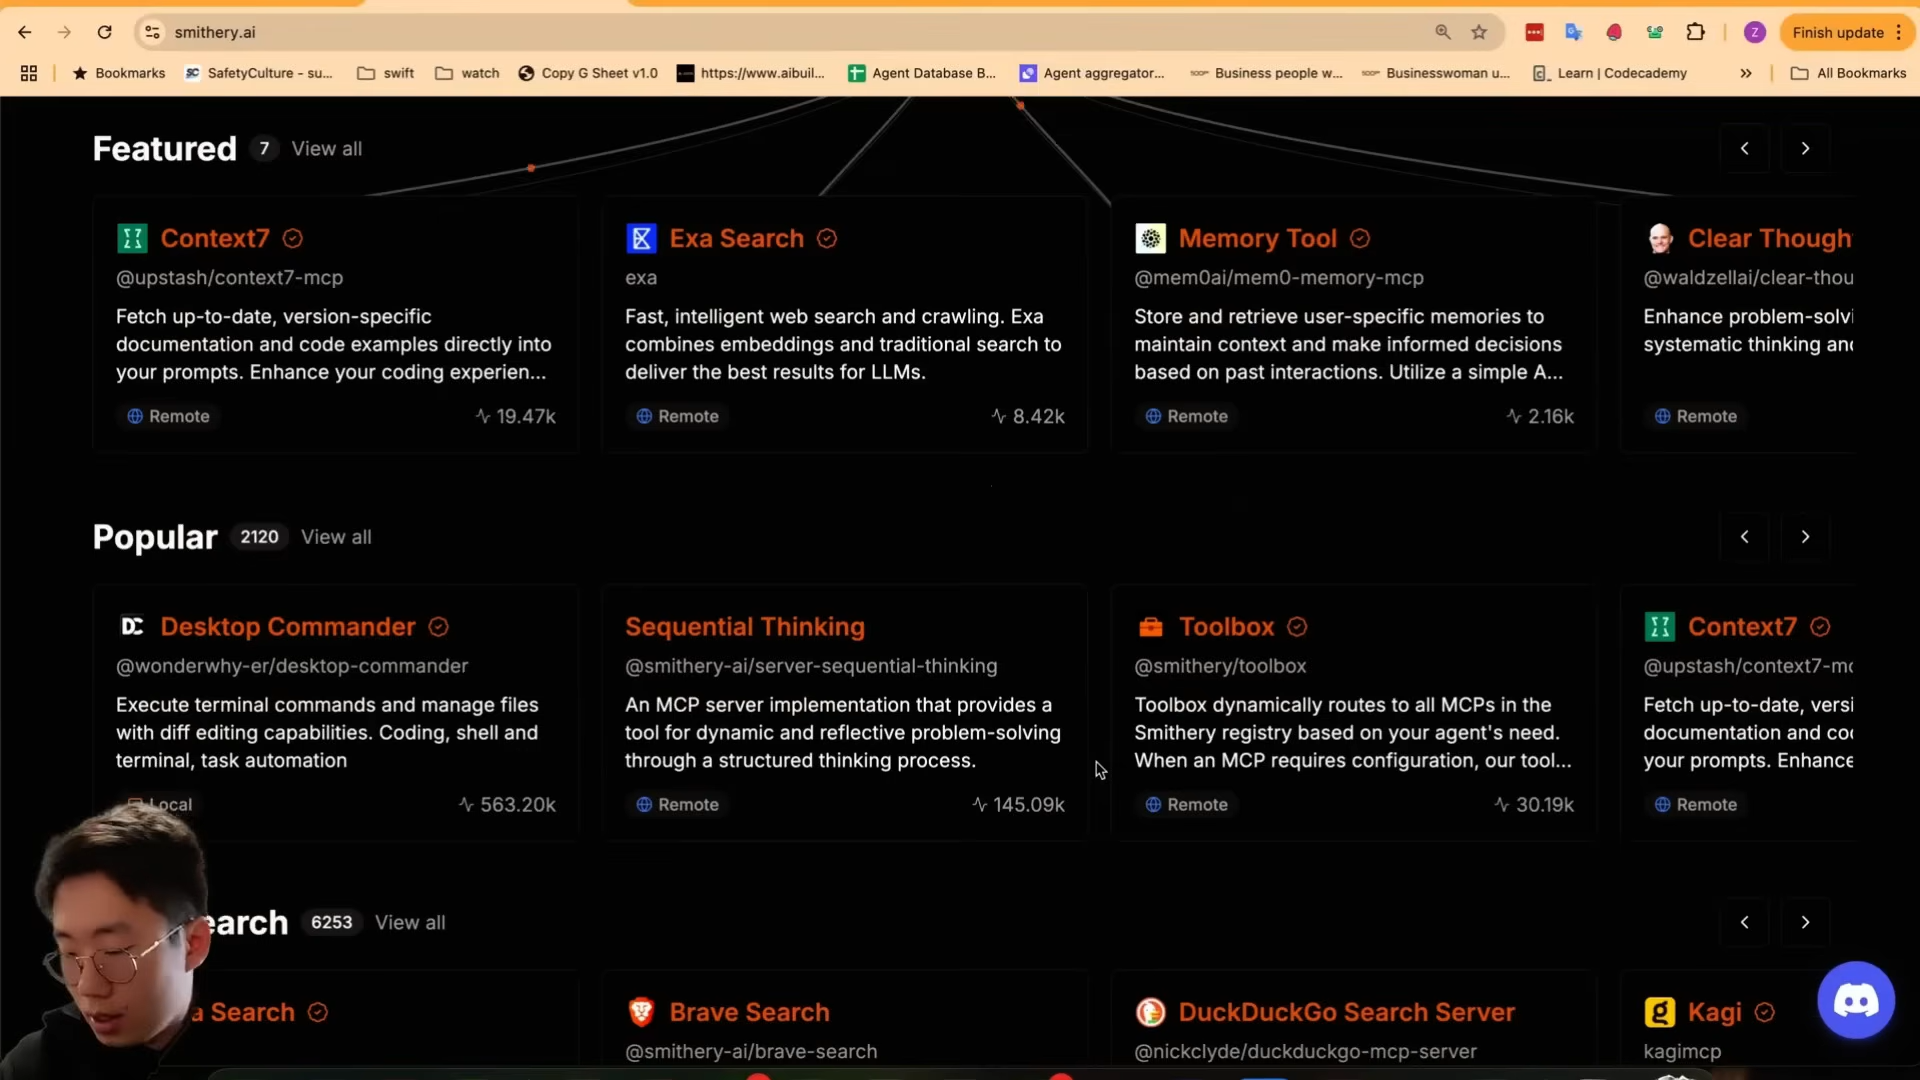 smithery.ai
Z
Finish update
Bookmarks
SafetyCulture - su...
swift
watch
Copy G Sheet v1.0
https://www.aibuil...
Agent Database B...
Agent aggregator...
Business people w...
Businesswoman u...
Learn | Codecademy
All Bookmarks
Featured 7 View all
Context7
@upstash/context7-mcp
Fetch up-to-date, version-specific
documentation and code examples directly into
your prompts. Enhance your coding experien...
Remote 19.47k
Exa Search
exa
Fast, intelligent web search and crawling. Exa
combines embeddings and traditional search to
deliver the best results for LLMs.
Remote 8.42k
Memory Tool
@mem0ai/mem0-memory-mcp
Store and retrieve user-specific memories to
maintain context and make informed decisions
based on past interactions. Utilize a simple A...
Remote 2.16k
Clear Though
@waldzellai/clear-thou
Enhance problem-solvi
systematic thinking and
Remote
Popular 2120 View all
DC Desktop Commander
@wonderwhy-er/desktop-commander
Execute terminal commands and manage files
with diff editing capabilities. Coding, shell and
terminal, task automation
Local 563.20k
Sequential Thinking
@smithery-ai/server-sequential-thinking
An MCP server implementation that provides a
tool for dynamic and reflective problem-solving
through a structured thinking process.
Remote 145.09k
Toolbox
@smithery/toolbox
Toolbox dynamically routes to all MCPs in the
Smithery registry based on your agent's need.
When an MCP requires configuration, our tool...
Remote 30.19k
Context7
@upstash/context7-mc
Fetch up-to-date, versi
documentation and coc
your prompts. Enhance
Remote
earch 6253 View all
a Search
Brave Search
@smithery-ai/brave-search
DuckDuckGo Search Server
@nickclyde/duckduckgo-mcp-server
Kagi
kagimcp